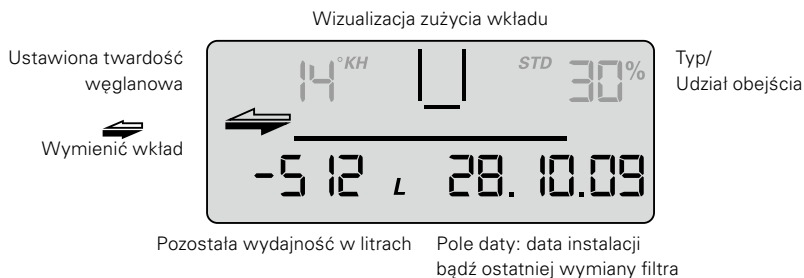 Wizualizacja zużycia wkładu
Ustawiona twardość
węglanowa
14 °KH
STD 30%
Typ/
Udział obejścia
Wymienić wkład
-512 L 28.10.09
Pozostała wydajność w litrach
Pole daty: data instalacji
bądź ostatniej wymiany filtra